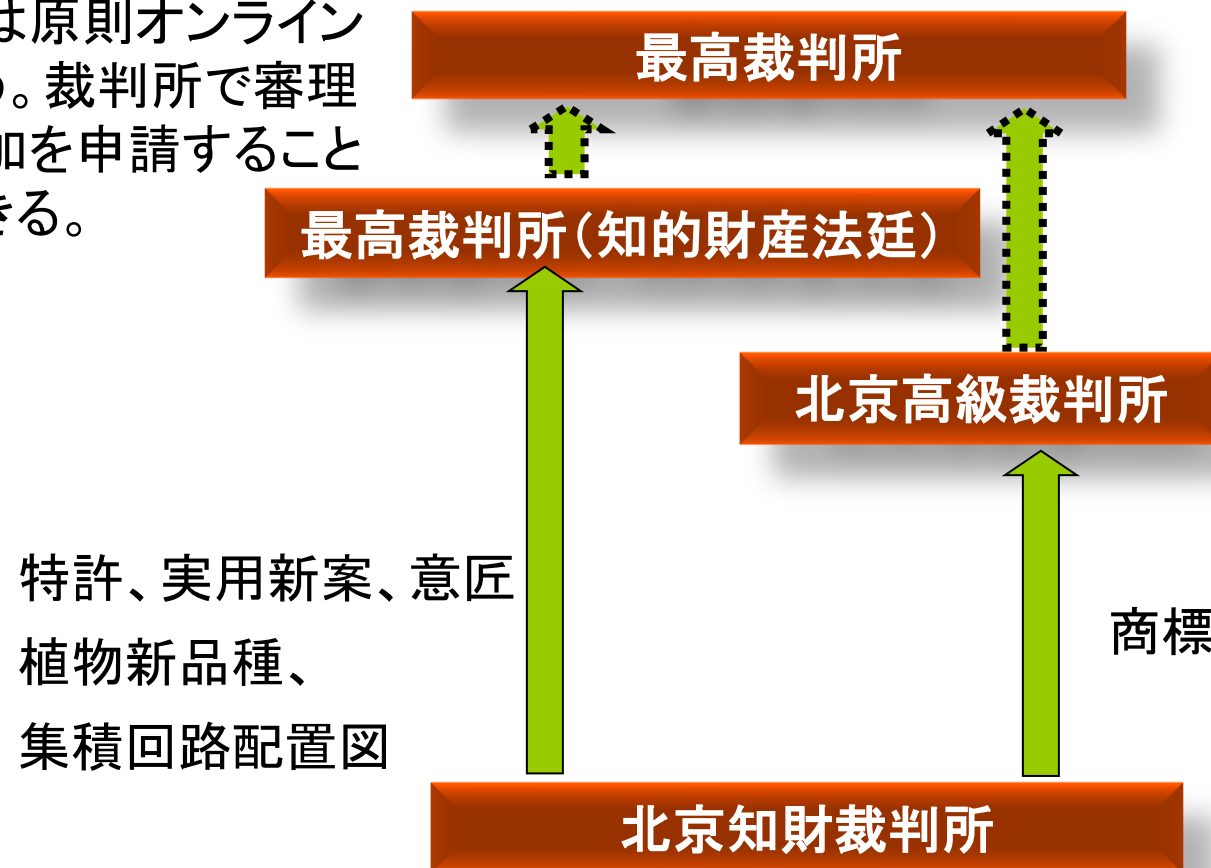 は原則オンライン
。裁判所で審理
加を申請すること
きる。
最高裁判所
最高裁判所（知的財産法廷）
北京高級裁判所
特許、実用新案、意匠
植物新品種、
集積回路配置図
商標
北京知財裁判所